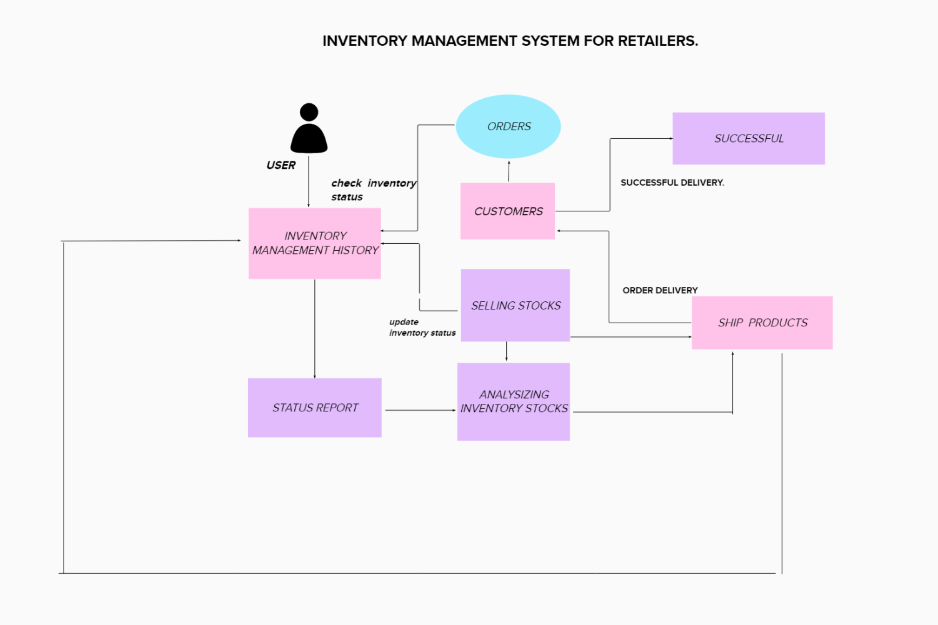 INVENTORY MANAGEMENT SYSTEM FOR RETAILERS.
ORDERS
SUCCESSFUL
USER
check inventory
status
SUCCESSFUL DELIVERY.
CUSTOMERS
INVENTORY
MANAGEMENT HISTORY
ORDER DELIVERY
SELLING STOCKS
update
inventory status
SHIP PRODUCTS
STATUS REPORT
ANALYSIZING
INVENTORY STOCKS